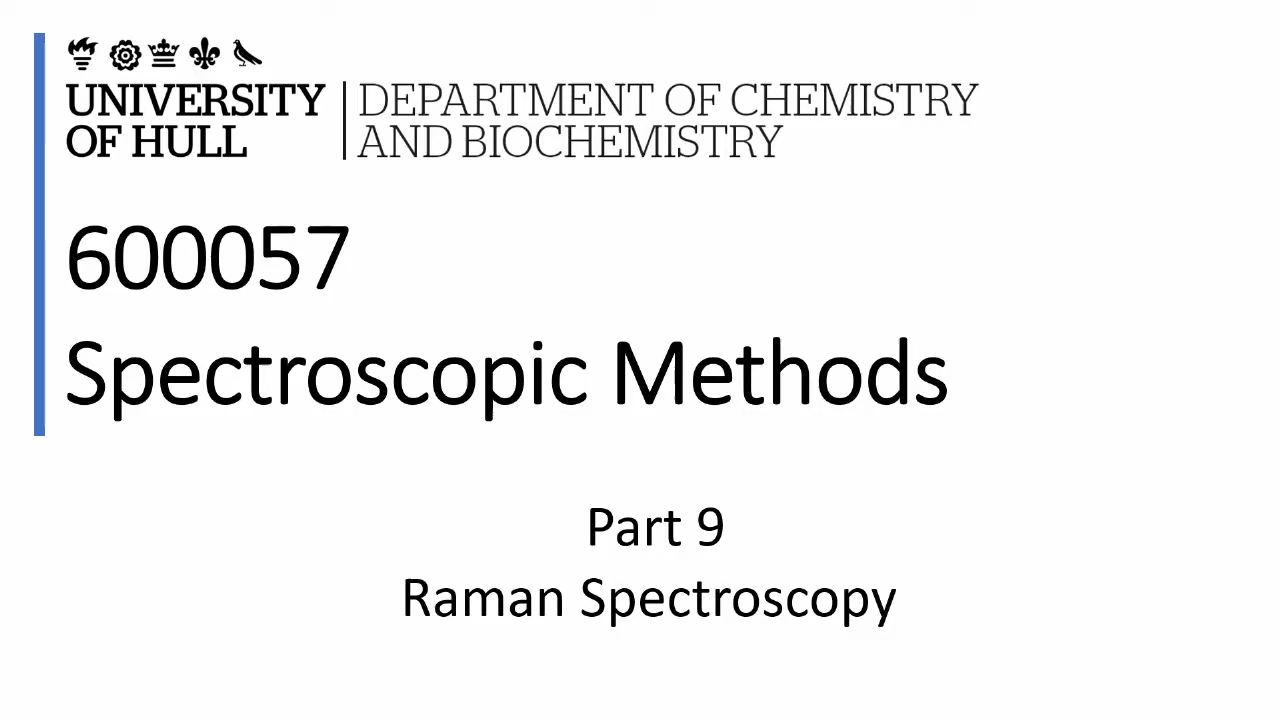 UNIVERSITY
OF HULL
DEPARTMENT OF CHEMISTRY
AND BIOCHEMISTRY
600057
Spectroscopic Methods
Part 9
Raman Spectroscopy